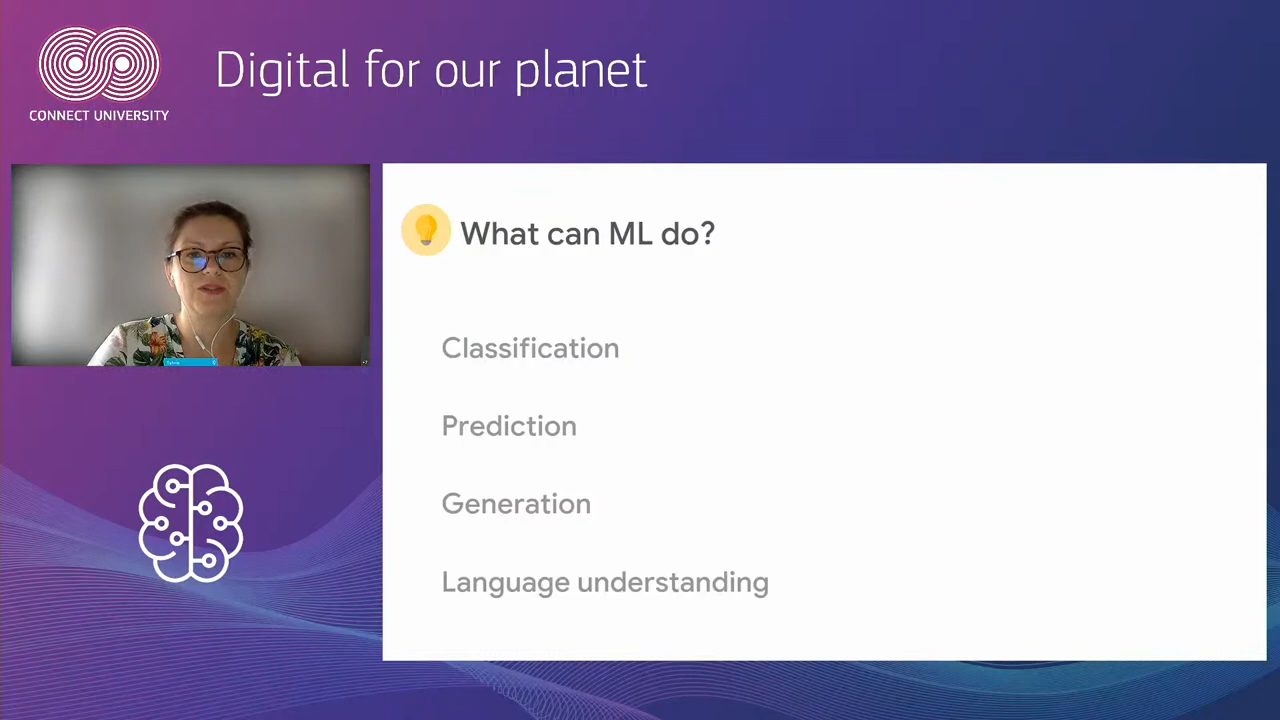 Digital for our planet
CONNECT UNIVERSITY
What can ML do?
Classification
Prediction
Generation
Language understanding